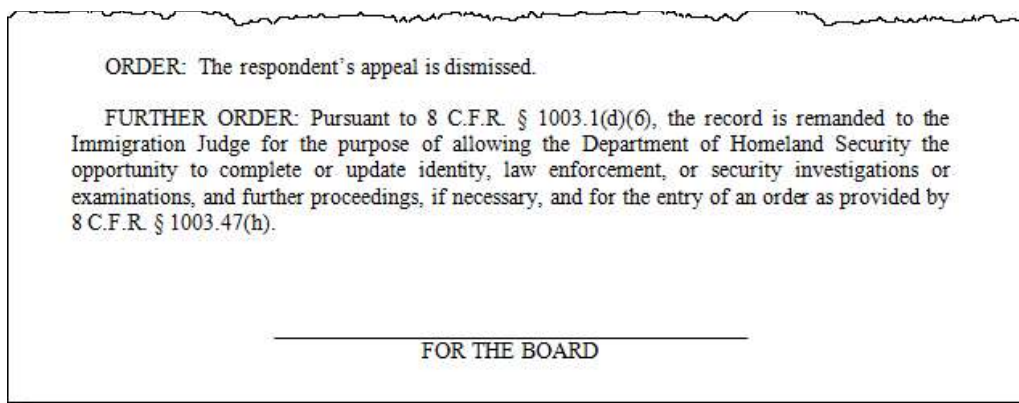 ORDER: The respondent’s appeal is dismissed.
FURTHER ORDER: Pursuant to 8 C.F.R. § 1003.1(d)(6), the record is remanded to the
Immigration Judge for the purpose of allowing the Department of Homeland Security the
opportunity to complete or update identity, law enforcement, or security investigations or
examinations, and further proceedings, if necessary, and for the entry of an order as provided by
8 C.F.R. § 1003.47(h).
FOR THE BOARD